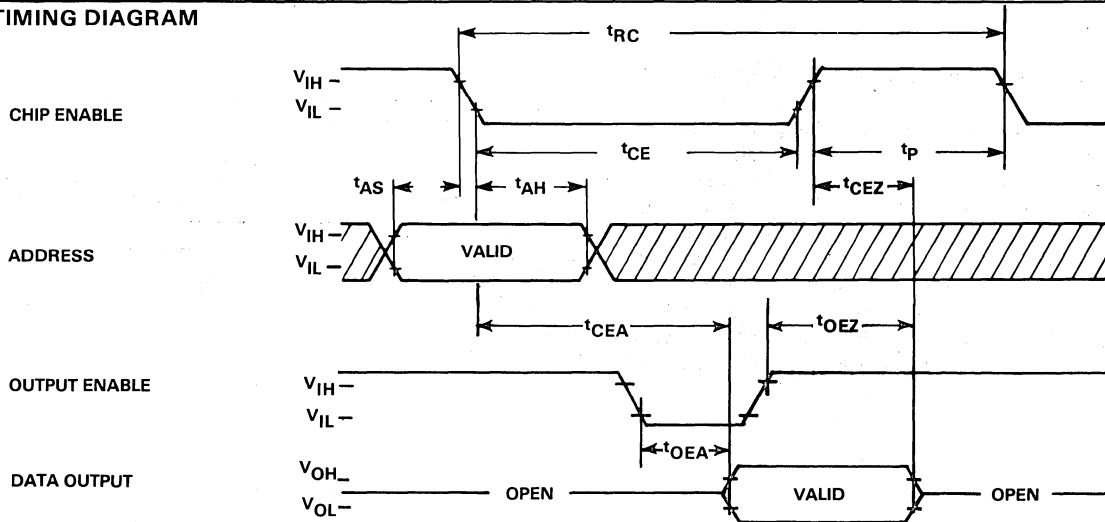 TIMING DIAGRAM
tRC
VIH
CHIP ENABLE
VIL
tCE
tP
tAS
tAH
tCEZ
VIH
ADDRESS
VALID
VIL
tCEA
tOEZ
OUTPUT ENABLE
VIH
VIL
tOEA
VOH
DATA OUTPUT
OPEN
VALID
OPEN
VOL